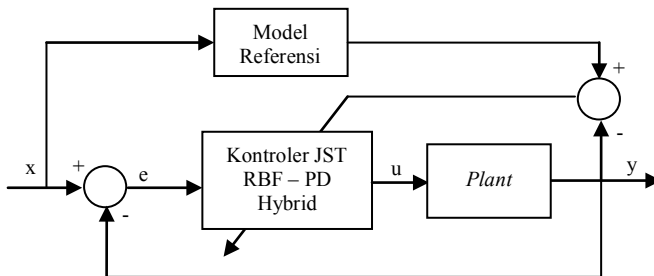 Model
Referensi
+
-
x
+
e
-
Kontroler JST
RBF – PD
Hybrid
u
Plant
y